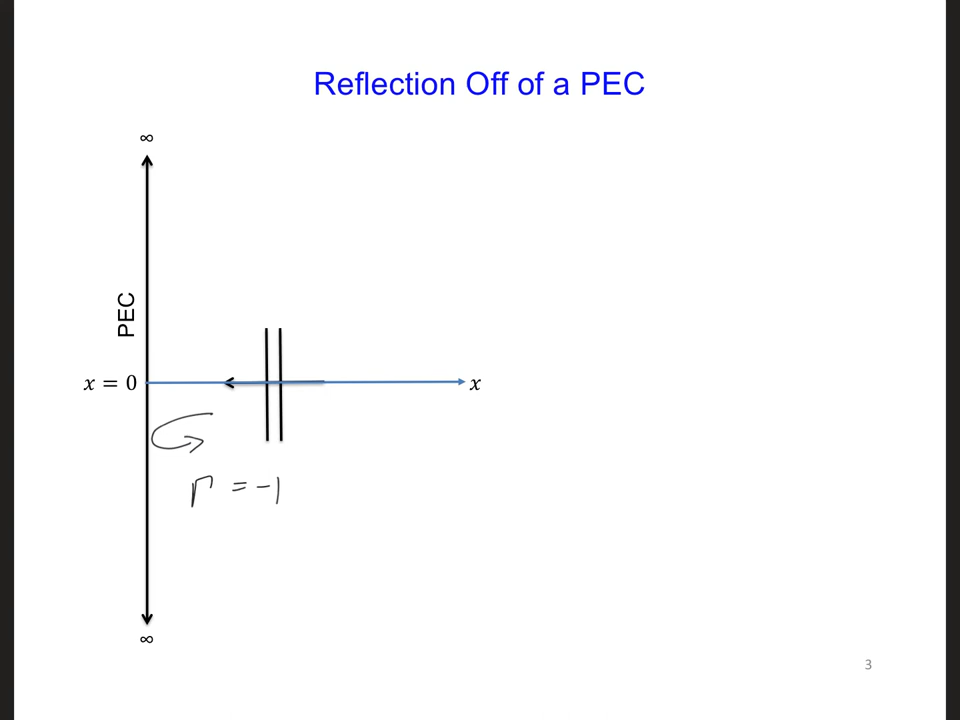 Reflection Off of a PEC
∞
PEC
x = 0
x
Γ = -1
∞
3